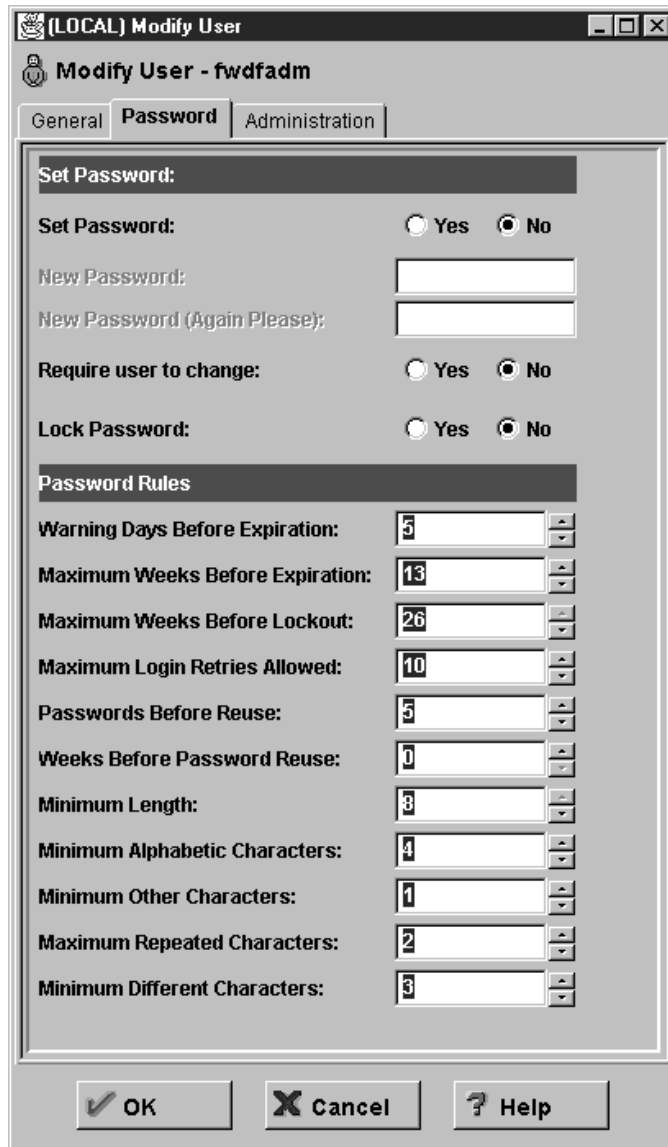 (LOCAL) Modify User
Modify User - fwdfadm
General Password Administration
Set Password:
Set Password: Yes No
New Password:
New Password (Again Please):
Require user to change: Yes No
Lock Password: Yes No
Password Rules
Warning Days Before Expiration: 5
Maximum Weeks Before Expiration: 13
Maximum Weeks Before Lockout: 26
Maximum Login Retries Allowed: 10
Passwords Before Reuse: 5
Weeks Before Password Reuse: 0
Minimum Length: 8
Minimum Alphabetic Characters: 4
Minimum Other Characters: 1
Maximum Repeated Characters: 2
Minimum Different Characters: 3
OK Cancel Help